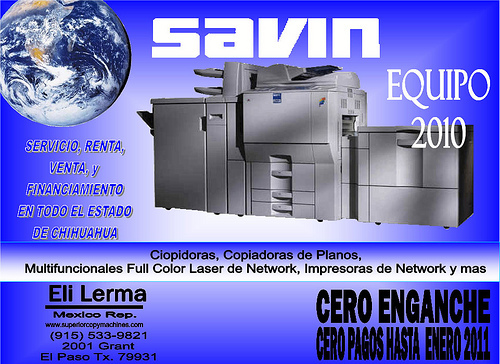 savin
EQUIPO
2010
SERVICIO, RENTA,
VENTA, y
FINANCIAMIENTO
EN TODO EL ESTADO
DE CHIHUAHUA
Ciopidoras, Copiadoras de Planos,
Multifuncionales Full Color Laser de Network, Impresoras de Network y mas
Eli Lerma
Mexico Rep.
www.superiorcopymachines.com
(915) 533-9821
2001 Grant
El Paso Tx. 79931
CERO ENGANCHE
CERO PAGOS HASTA ENERO 2011